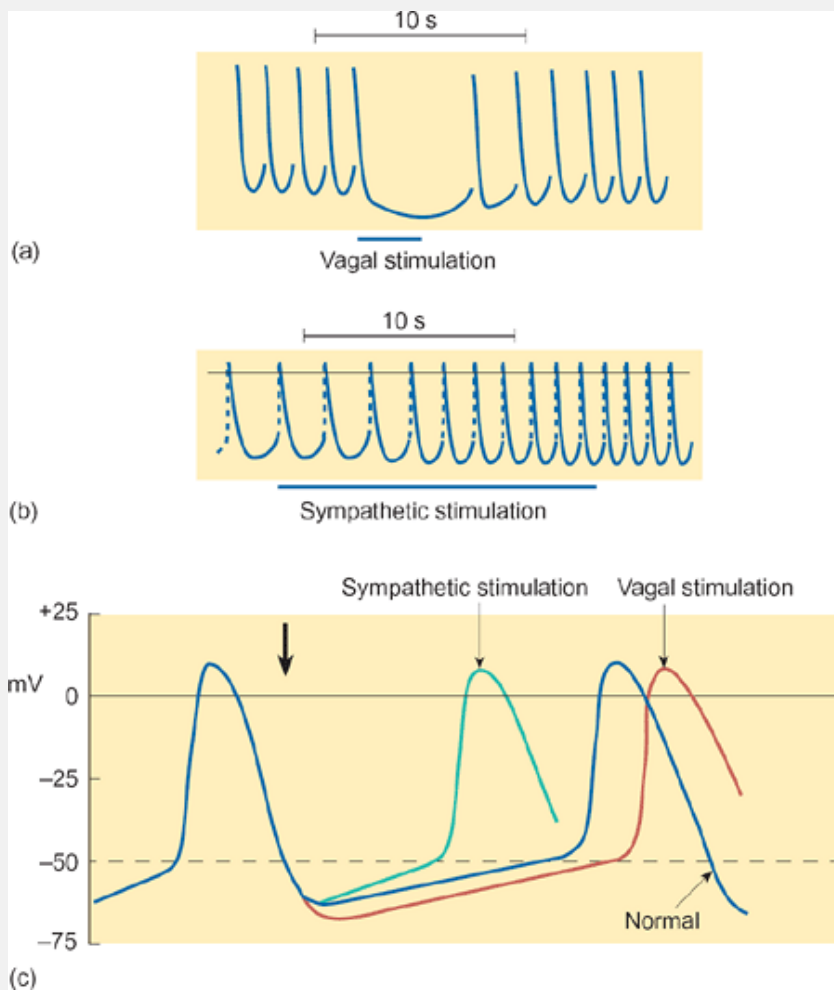 10 s
(a)
Vagal stimulation
10 s
(b)
Sympathetic stimulation
Sympathetic stimulation Vagal stimulation
+25
mV
0
–25
–50
Normal
–75
(c)